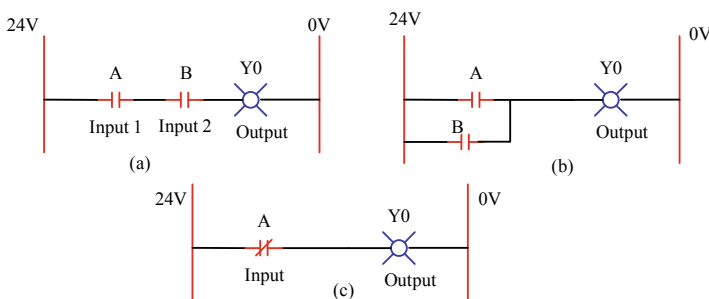 24V
0V
A
B
Y0
Input 1
Input 2
Output
(a)
24V
0V
A
Y0
B
Output
(b)
24V
0V
A
Y0
Input
Output
(c)